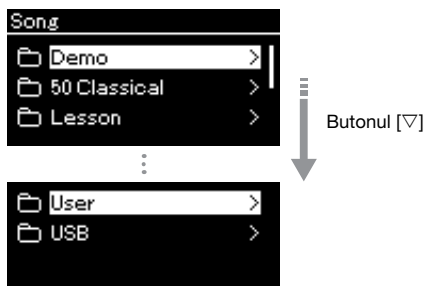 Song
Demo >
50 Classical >
Lesson >
Butonul [▽]
User >
USB >